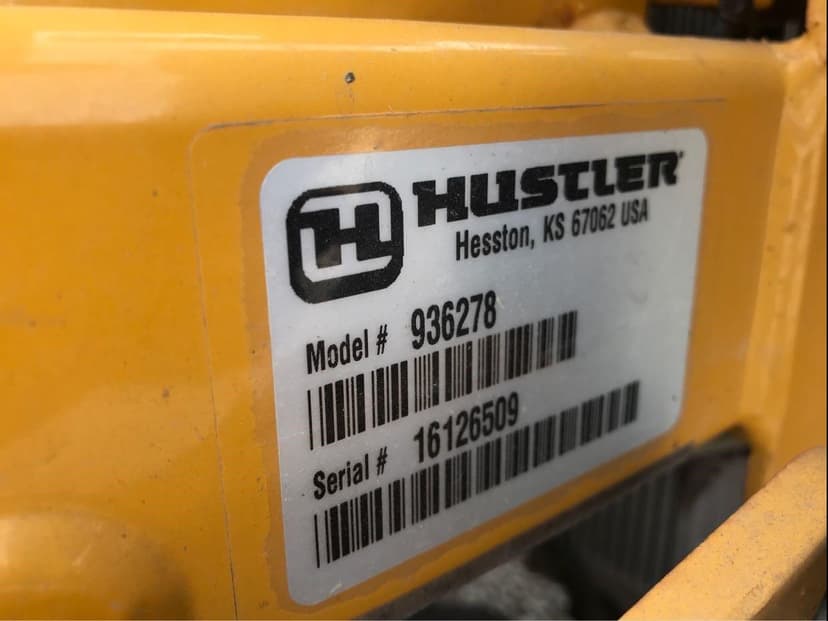 H HUSTLER
Hesston, KS 67062 USA
Model # 936278
Serial # 16126509